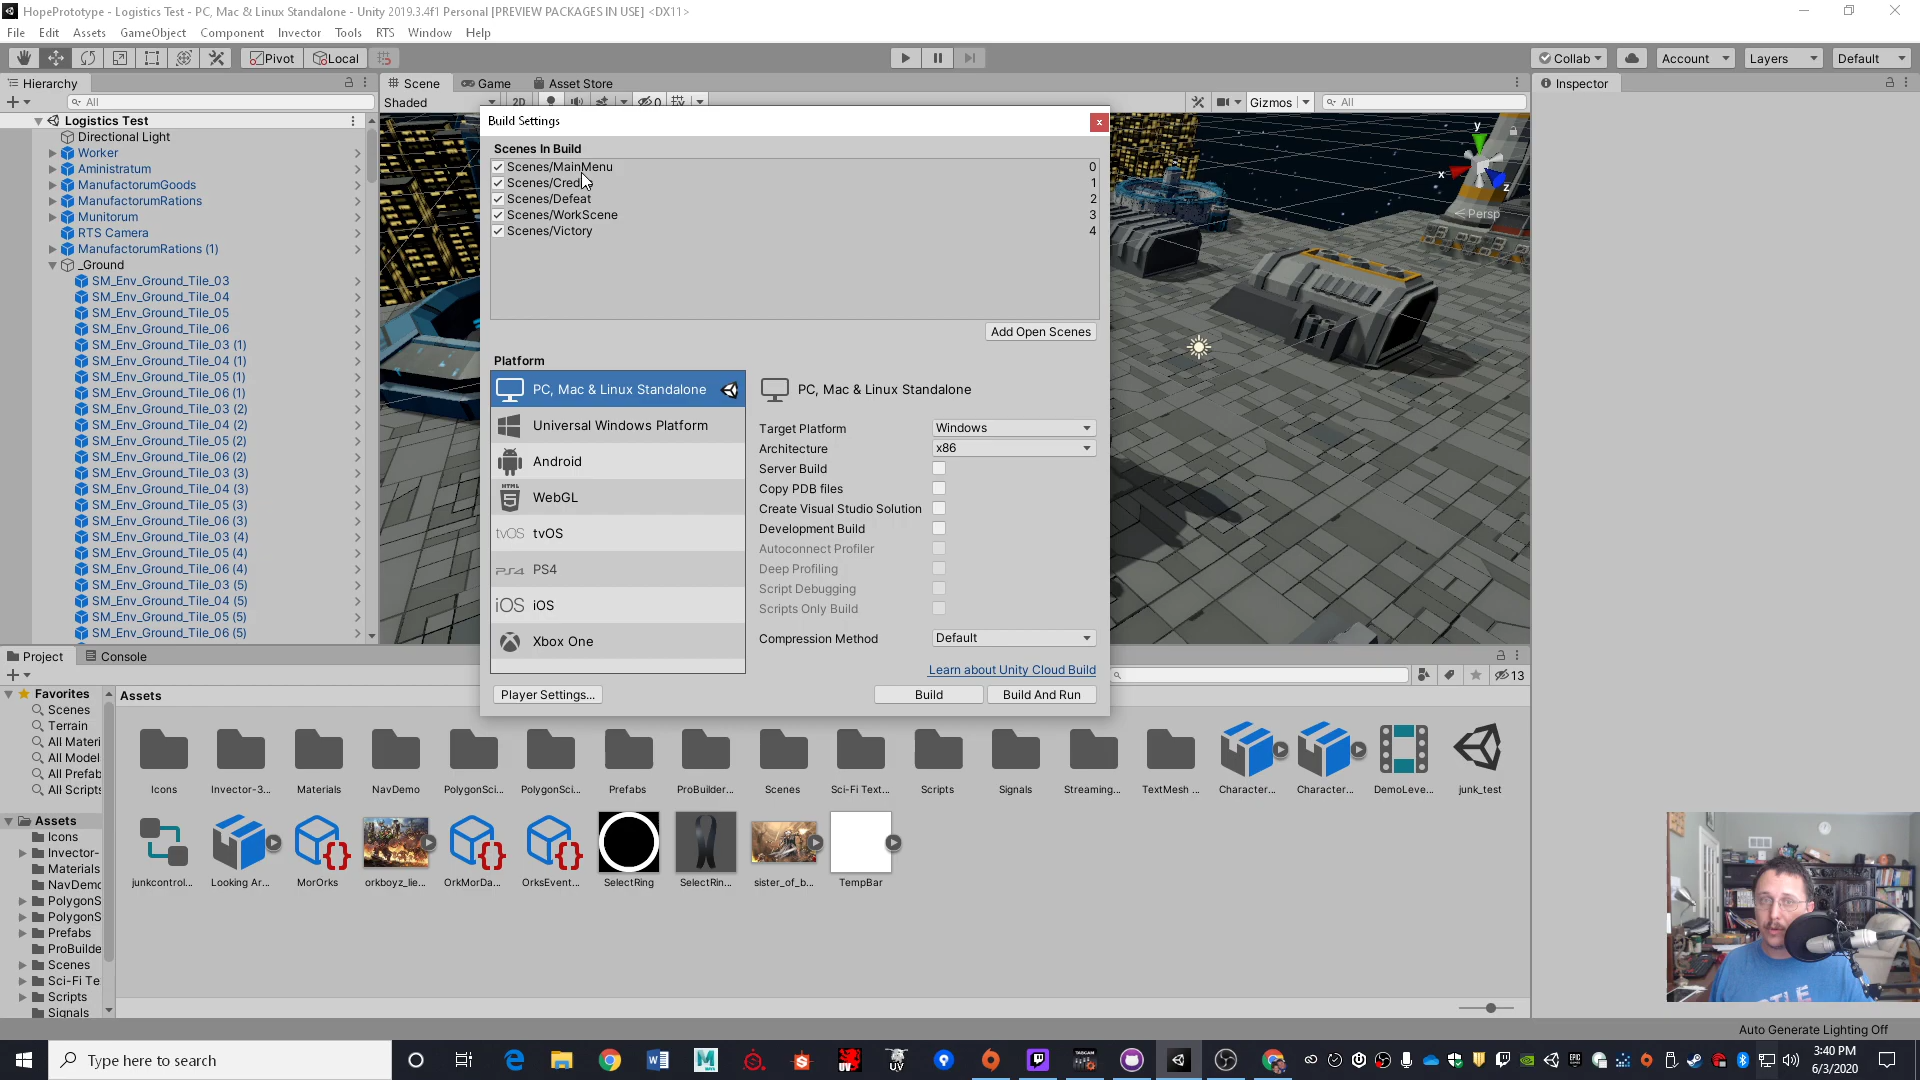 HopePrototype - Logistics Test - PC, Mac & Linux Standalone - Unity 2019.3.4f1 Personal [PREVIEW PACKAGES IN USE] <DX11>
File Edit Assets GameObject Component Invector Tools RTS Window Help
Pivot Local Collab Account Layers Default
Hierarchy Scene Game Asset Store Inspector
All Shaded 2D 0 Gizmos All
Logistics Test
Directional Light
Worker
Aministratum
ManufactorumGoods
ManufactorumRations
Munitorum
RTS Camera
ManufactorumRations (1)
_Ground
SM_Env_Ground_Tile_03
SM_Env_Ground_Tile_04
SM_Env_Ground_Tile_05
SM_Env_Ground_Tile_06
SM_Env_Ground_Tile_03 (1)
SM_Env_Ground_Tile_04 (1)
SM_Env_Ground_Tile_05 (1)
SM_Env_Ground_Tile_06 (1)
SM_Env_Ground_Tile_03 (2)
SM_Env_Ground_Tile_04 (2)
SM_Env_Ground_Tile_05 (2)
SM_Env_Ground_Tile_06 (2)
SM_Env_Ground_Tile_03 (3)
SM_Env_Ground_Tile_04 (3)
SM_Env_Ground_Tile_05 (3)
SM_Env_Ground_Tile_06 (3)
SM_Env_Ground_Tile_03 (4)
SM_Env_Ground_Tile_05 (4)
SM_Env_Ground_Tile_06 (4)
SM_Env_Ground_Tile_03 (5)
SM_Env_Ground_Tile_04 (5)
SM_Env_Ground_Tile_05 (5)
SM_Env_Ground_Tile_06 (5)
Build Settings
Scenes In Build
Scenes/MainMenu 0
Scenes/Cred 1
Scenes/Defeat 2
Scenes/WorkScene 3
Scenes/Victory 4
Add Open Scenes
Platform
PC, Mac & Linux Standalone
Universal Windows Platform
Android
WebGL
tvOS tvOS
PS4 PS4
iOS iOS
Xbox One
PC, Mac & Linux Standalone
Target Platform Windows
Architecture x86
Server Build
Copy PDB files
Create Visual Studio Solution
Development Build
Autoconnect Profiler
Deep Profiling
Script Debugging
Scripts Only Build
Compression Method Default
Learn about Unity Cloud Build
Player Settings... Build Build And Run
y
x
z
Persp
Project Console
13
Favorites
Scenes
Terrain
All Materi
All Model
All Prefab
All Scripts
Assets
Icons
Invector-
Materials
NavDemo
PolygonS
PolygonS
Prefabs
ProBuilde
Scenes
Sci-Fi Te
Scripts
Signals
Assets
Icons Invector-3... Materials NavDemo PolygonSci... PolygonSci... Prefabs ProBuilder... Scenes Sci-Fi Text... Scripts Signals Streaming... TextMesh ... Character... Character... DemoLeve... junk_test
junkcontrol... Looking Ar... MorOrks orkboyz_lie... OrkMorDa... OrksEvent... SelectRing SelectRin... sister_of_b... TempBar
Auto Generate Lighting Off
Type here to search
3:40 PM
6/3/2020